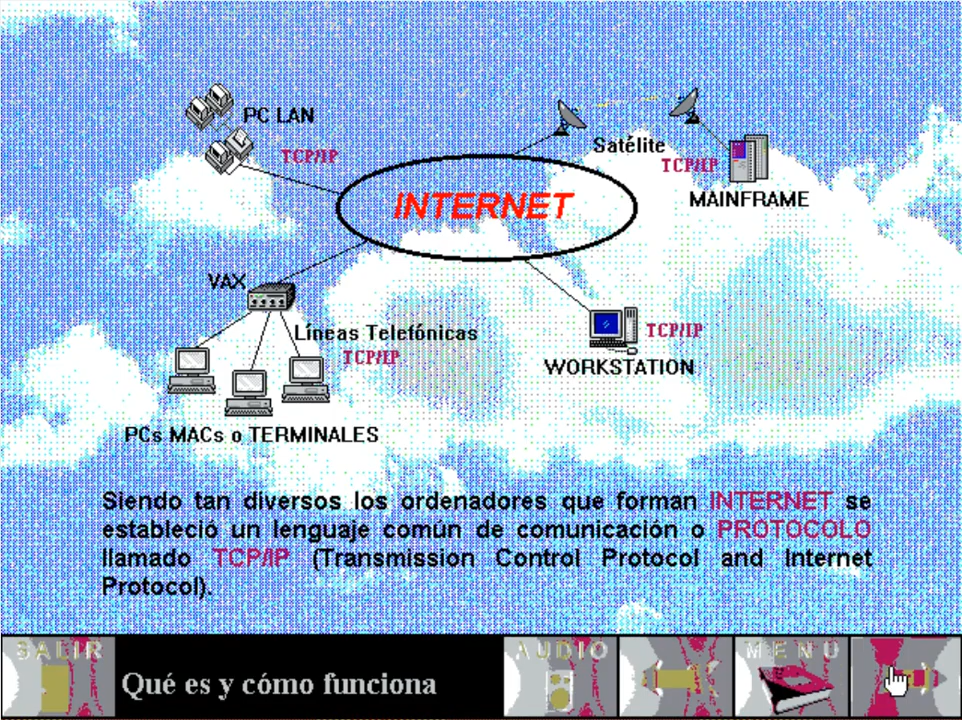 PC LAN
TCP/IP
Satélite
TCP/IP
MAINFRAME
INTERNET
VAX
Líneas Telefónicas
TCP/IP
TCP/IP
WORKSTATION
PCs MACs o TERMINALES
Siendo tan diversos los ordenadores que forman INTERNET se
estableció un lenguaje común de comunicación o PROTOCOLO
llamado TCP/IP (Transmission Control Protocol and Internet
Protocol).
SALIR
Qué es y cómo funciona
AUDIO
MENU